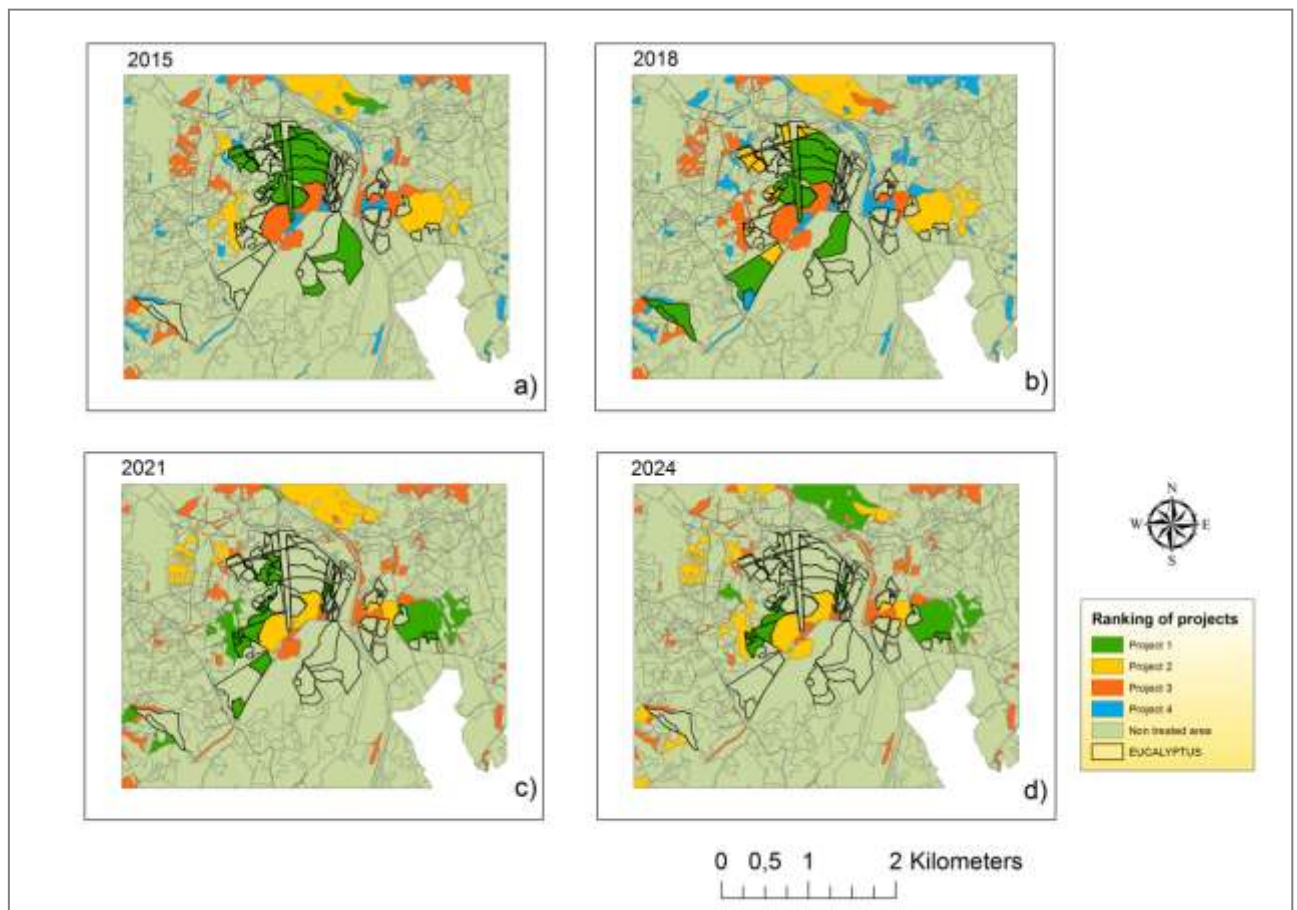 2015
a)
2018
b)
2021
c)
2024
d)
N
W E
S
Ranking of projects
Project 1
Project 2
Project 3
Project 4
Non treated area
EUCALYPTUS
0 0,5 1 2 Kilometers